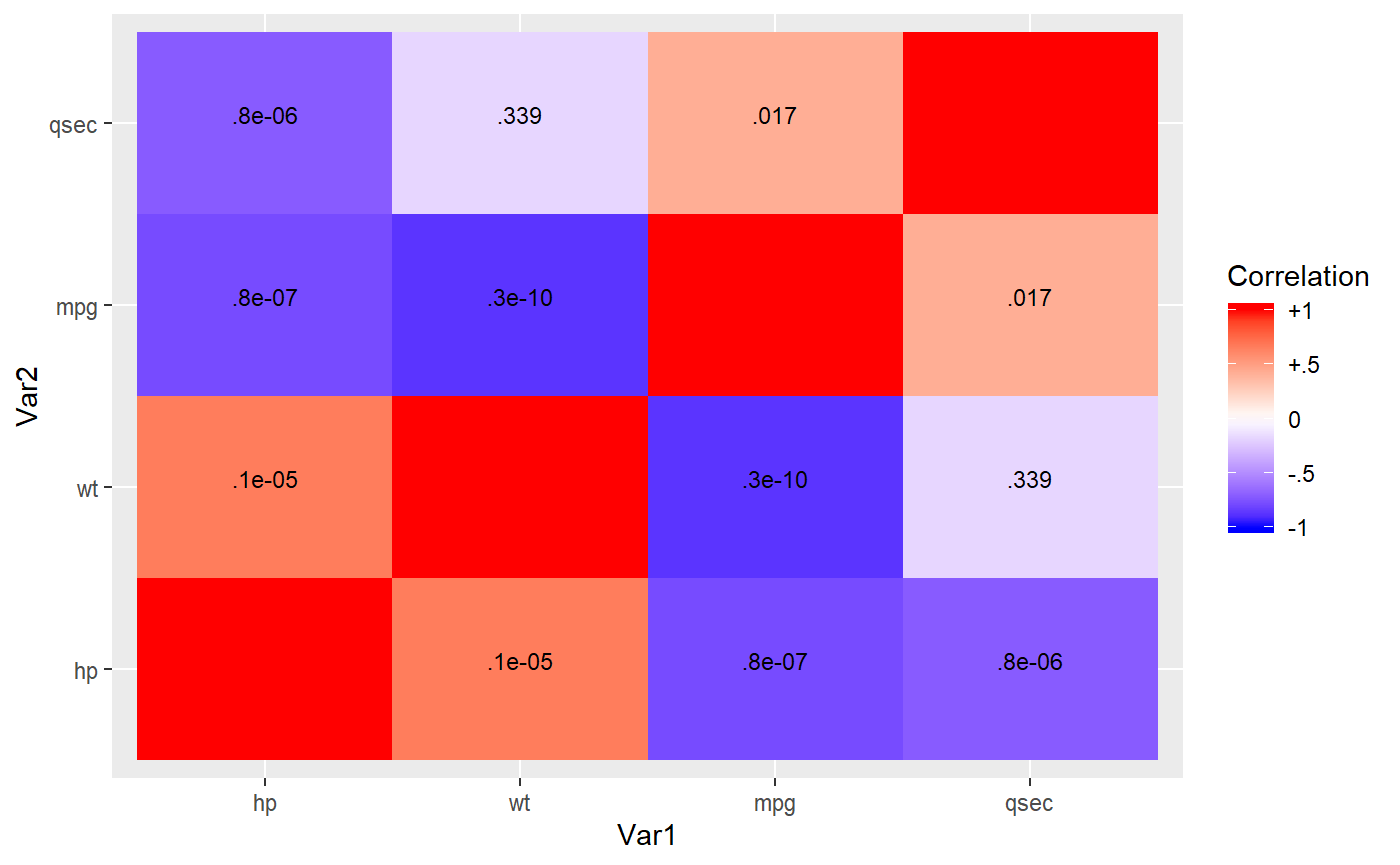 qsec
.8e-06
.339
.017
mpg
.8e-07
.3e-10
.017
wt
.1e-05
.3e-10
.339
hp
.1e-05
.8e-07
.8e-06
hp
wt
mpg
qsec
Var1
Var2
Correlation
+1
+.5
0
-.5
-1